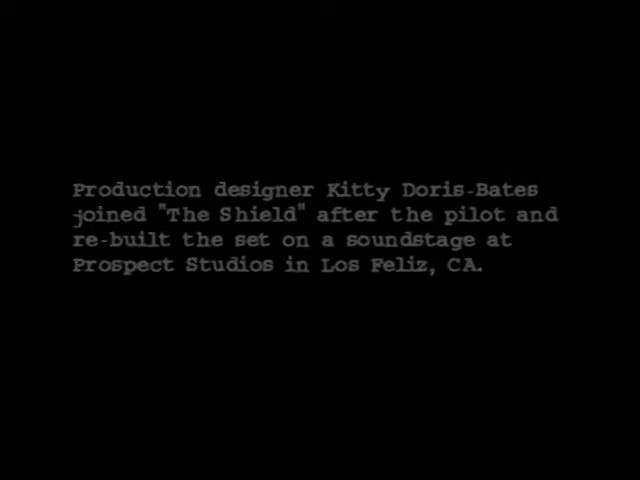 Production designer Kitty Doris-Bates
joined "The Shield" after the pilot and
re-built the set on a soundstage at
Prospect Studios in Los Feliz, CA.